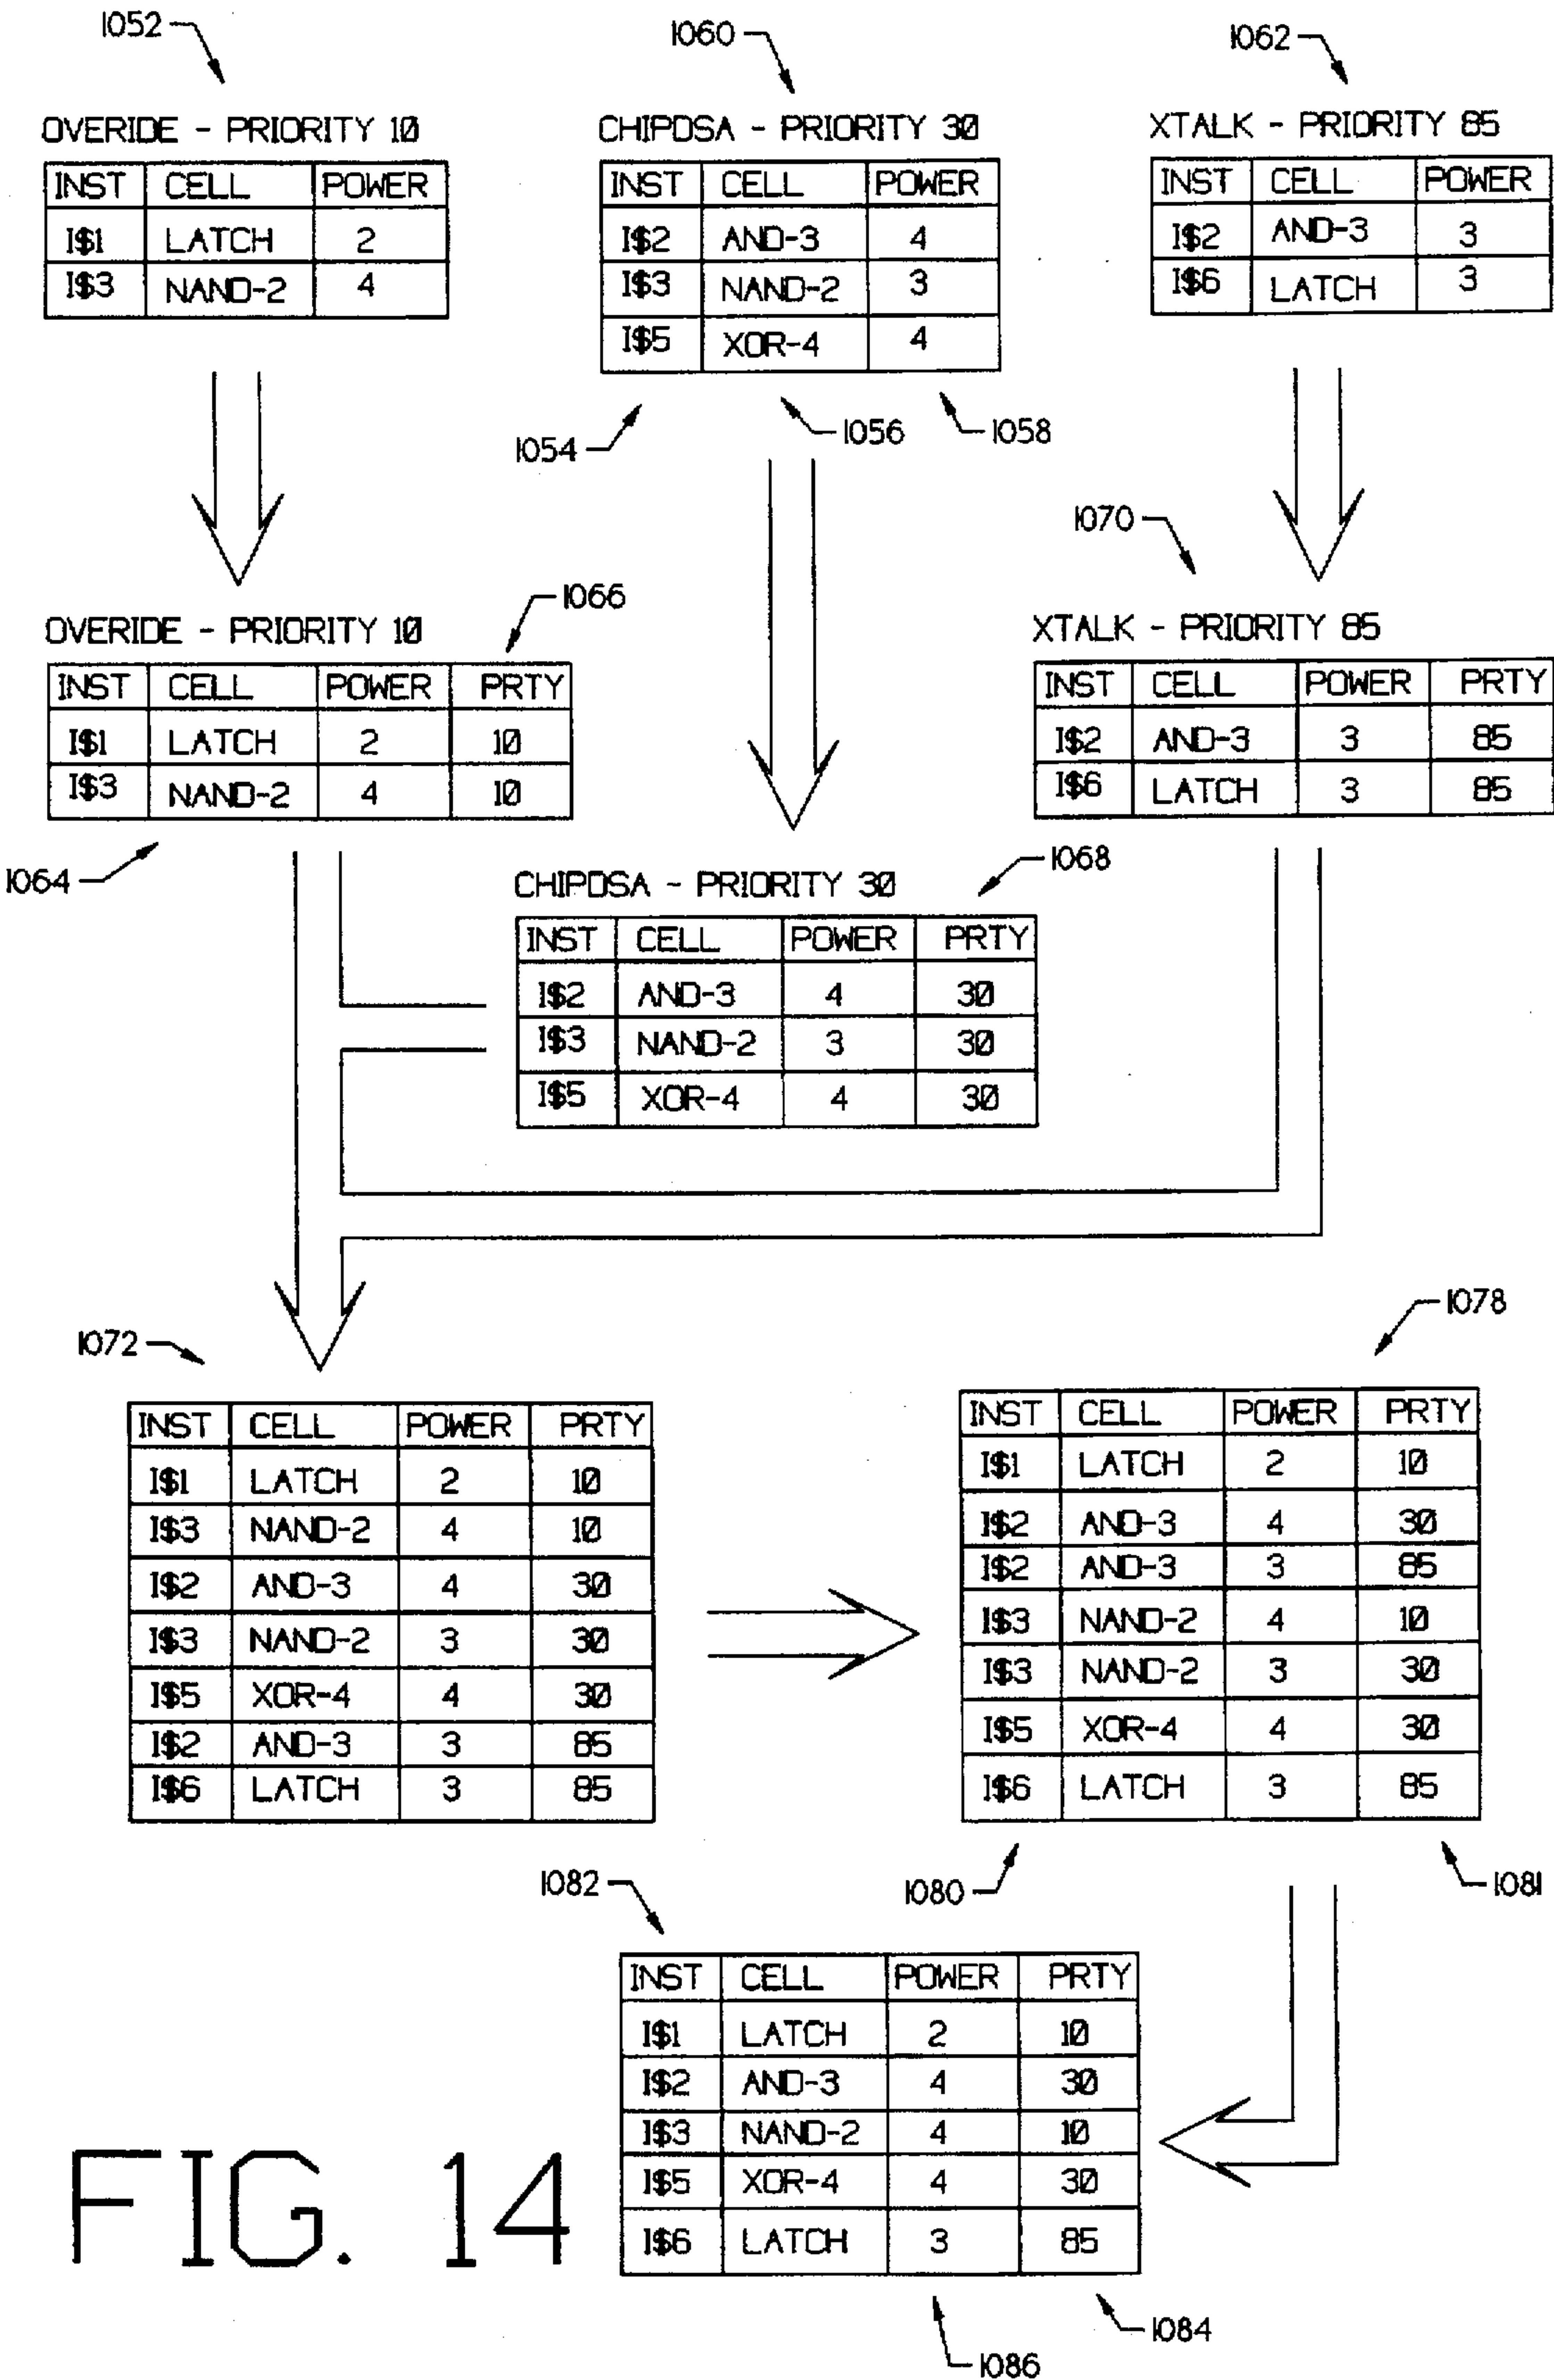 1052
1060
1062
OVERIDE - PRIORITY 10
INST CELL POWER
I$1 LATCH 2
I$3 NAND-2 4
CHIPDSA - PRIORITY 30
INST CELL POWER
I$2 AND-3 4
I$3 NAND-2 3
I$5 XOR-4 4
XTALK - PRIORITY 85
INST CELL POWER
I$2 AND-3 3
I$6 LATCH 3
1054
1056
1058
1070
1066
OVERIDE - PRIORITY 10
INST CELL POWER PRTY
I$1 LATCH 2 10
I$3 NAND-2 4 10
1064
XTALK - PRIORITY 85
INST CELL POWER PRTY
I$2 AND-3 3 85
I$6 LATCH 3 85
1068
CHIPDSA - PRIORITY 30
INST CELL POWER PRTY
I$2 AND-3 4 30
I$3 NAND-2 3 30
I$5 XOR-4 4 30
1072
INST CELL POWER PRTY
I$1 LATCH 2 10
I$3 NAND-2 4 10
I$2 AND-3 4 30
I$3 NAND-2 3 30
I$5 XOR-4 4 30
I$2 AND-3 3 85
I$6 LATCH 3 85
1078
INST CELL POWER PRTY
I$1 LATCH 2 10
I$2 AND-3 4 30
I$2 AND-3 3 85
I$3 NAND-2 4 10
I$3 NAND-2 3 30
I$5 XOR-4 4 30
I$6 LATCH 3 85
1080
1081
1082
INST CELL POWER PRTY
I$1 LATCH 2 10
I$2 AND-3 4 30
I$3 NAND-2 4 10
I$5 XOR-4 4 30
I$6 LATCH 3 85
1084
1086
FIG. 14